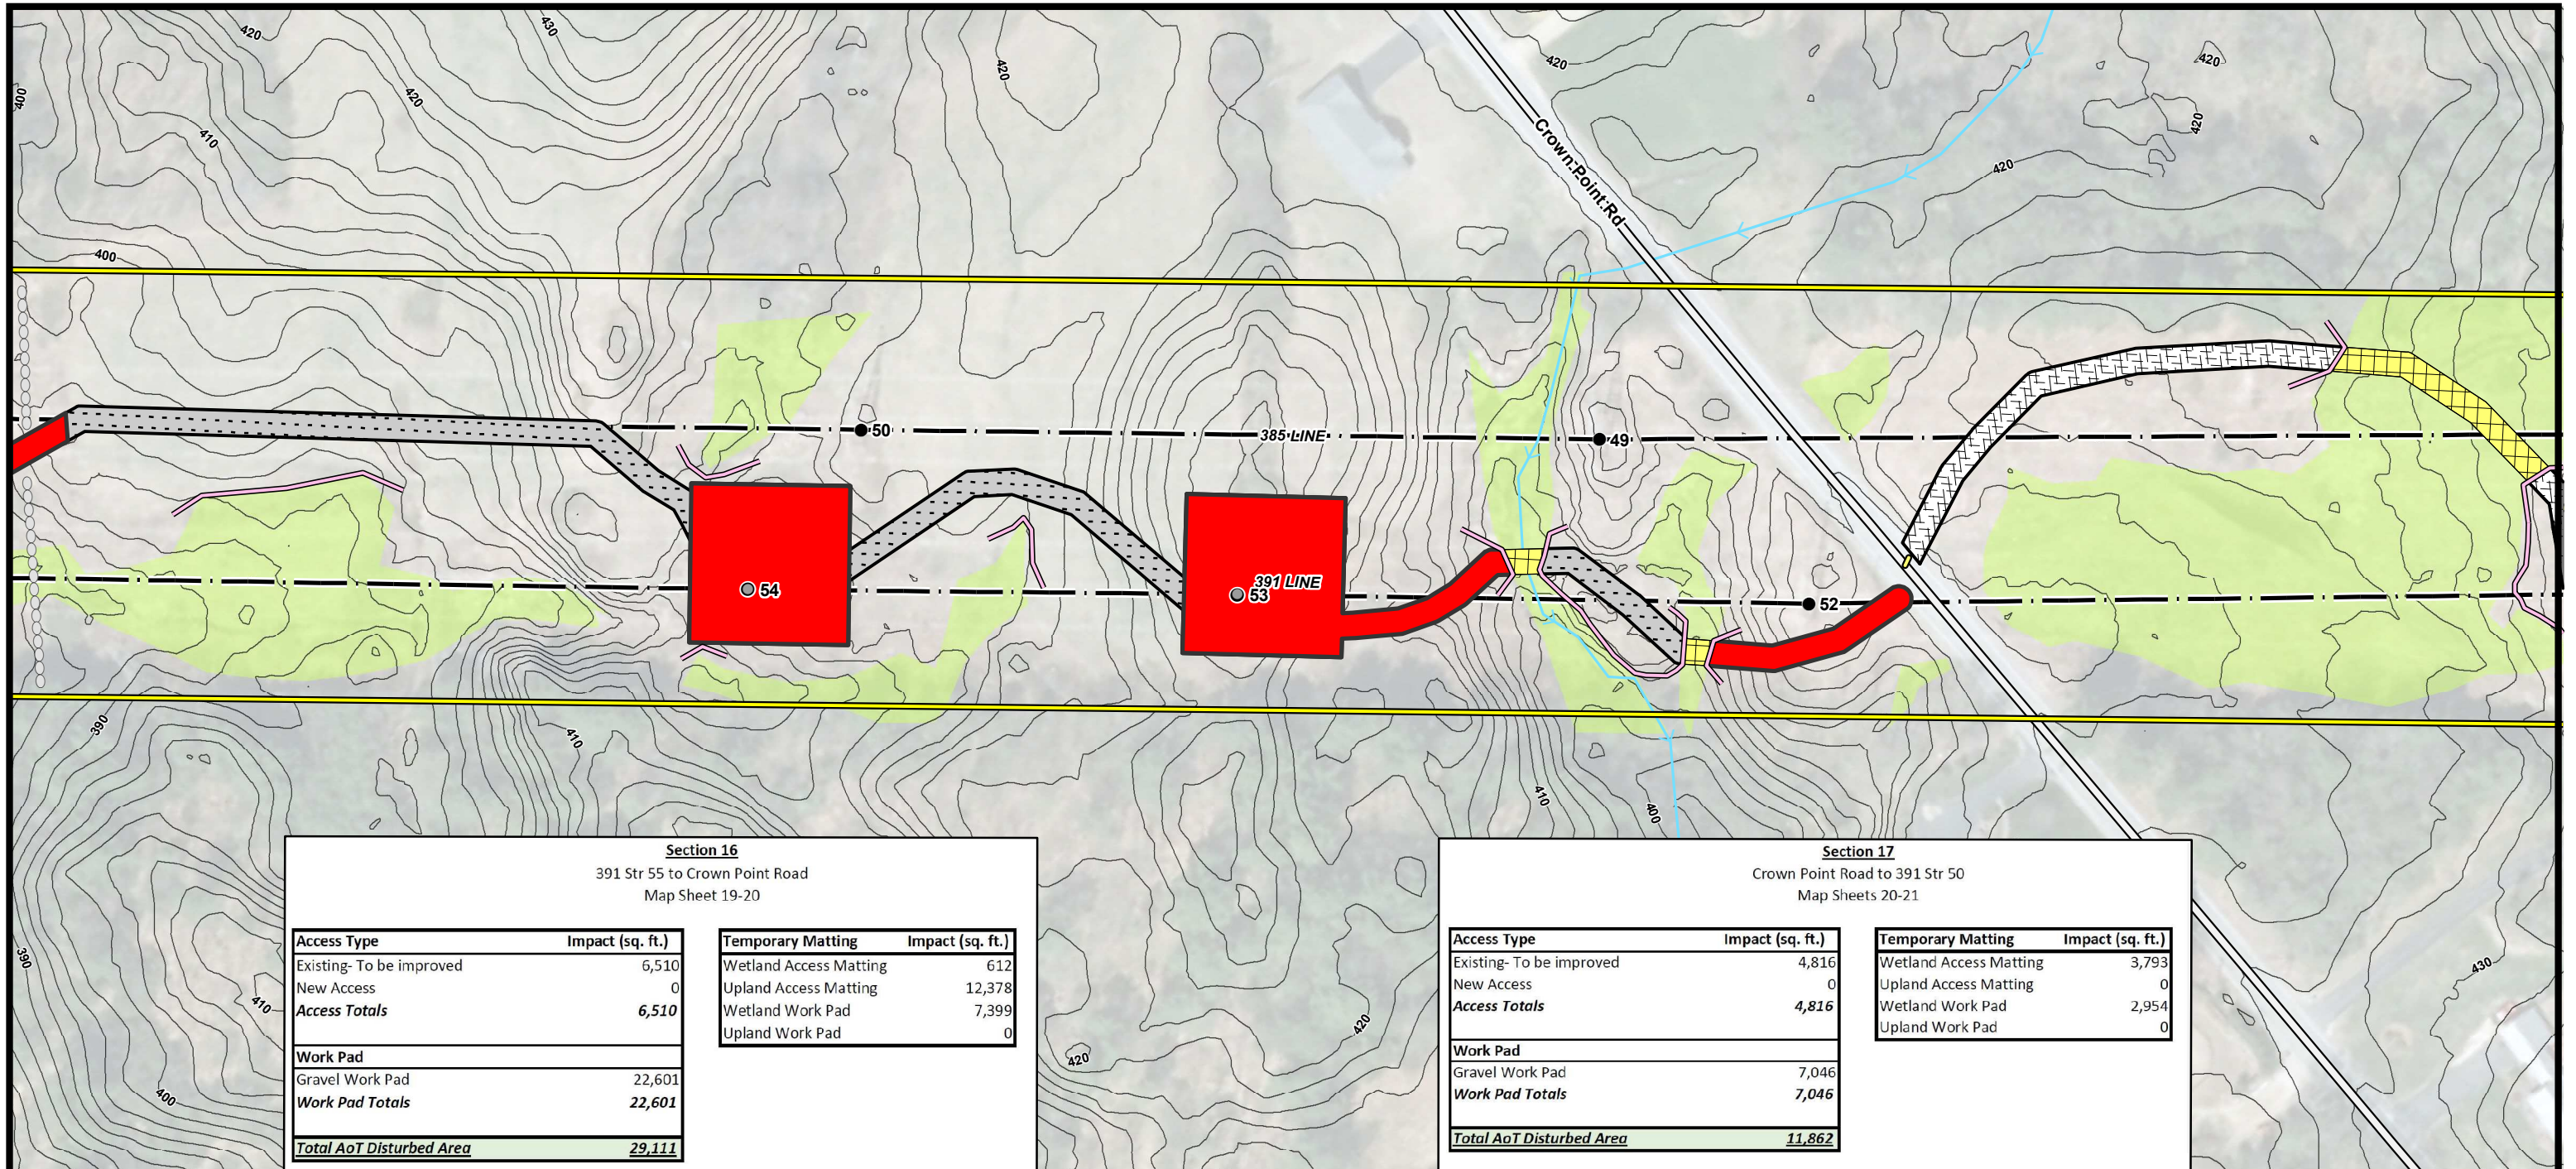 420
430
420
420
420
420
400
420
410
420
Crown Point Rd
400
50
385 LINE
49
54
391 LINE
53
52
390
410
410
400
390
410
400
420
420
430
Section 16
391 Str 55 to Crown Point Road
Map Sheet 19-20
Access Type Impact (sq. ft.)
Existing- To be improved 6,510
New Access 0
Access Totals 6,510
Work Pad
Gravel Work Pad 22,601
Work Pad Totals 22,601
Total AoT Disturbed Area 29,111
Temporary Matting Impact (sq. ft.)
Wetland Access Matting 612
Upland Access Matting 12,378
Wetland Work Pad 7,399
Upland Work Pad 0
Section 17
Crown Point Road to 391 Str 50
Map Sheets 20-21
Access Type Impact (sq. ft.)
Existing- To be improved 4,816
New Access 0
Access Totals 4,816
Work Pad
Gravel Work Pad 7,046
Work Pad Totals 7,046
Total AoT Disturbed Area 11,862
Temporary Matting Impact (sq. ft.)
Wetland Access Matting 3,793
Upland Access Matting 0
Wetland Work Pad 2,954
Upland Work Pad 0